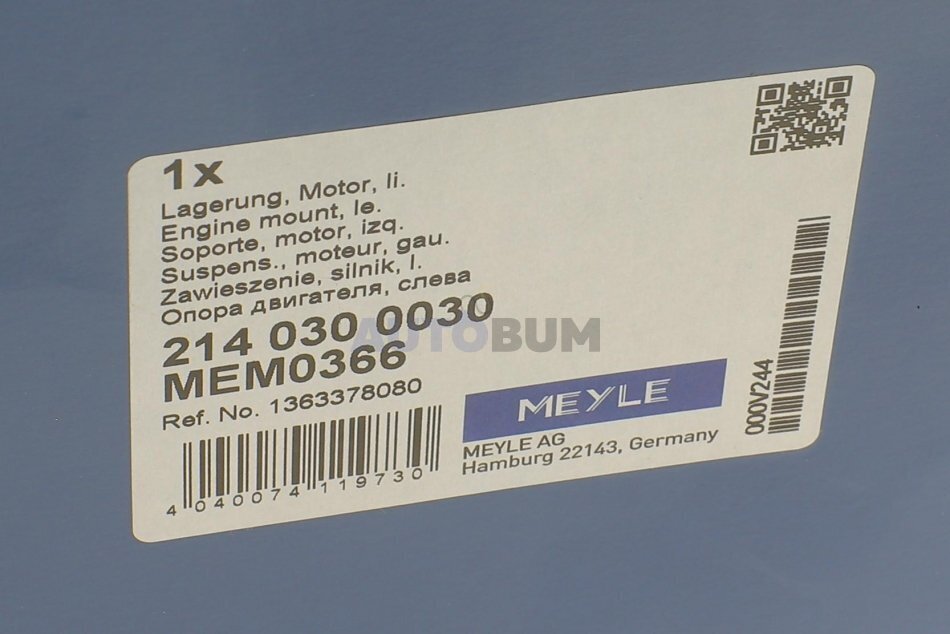 1x
Lagerung, Motor, li.
Engine mount, le.
Soporte, motor, izq.
Suspens., moteur, gau.
Zawieszenie, silnik, l.
Опора двигателя, слева
214 030 0030
MEM0366
Ref. No. 1363378080
4 040074 119730
MEYLE
MEYLE AG
Hamburg 22143, Germany
000V244
AUTOBUM